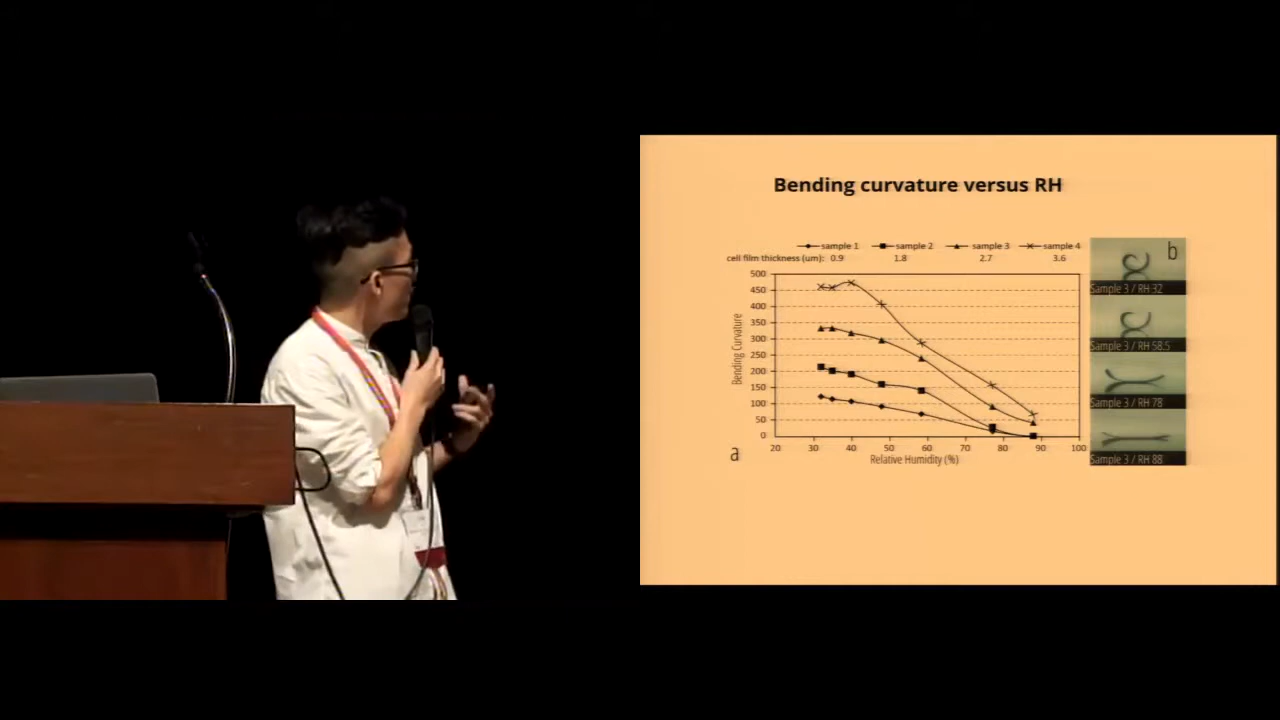 Bending curvature versus RH
sample 1 sample 2 sample 3 sample 4
cell film thickness (um): 0.9 1.8 2.7 3.6
500
450
400
350
300
250
200
150
100
50
0
Bending Curvature
20 30 40 50 60 70 80 90 100
Relative Humidity (%)
a
b
Sample 3 / RH 32
Sample 3 / RH 58.5
Sample 3 / RH 78
Sample 3 / RH 88